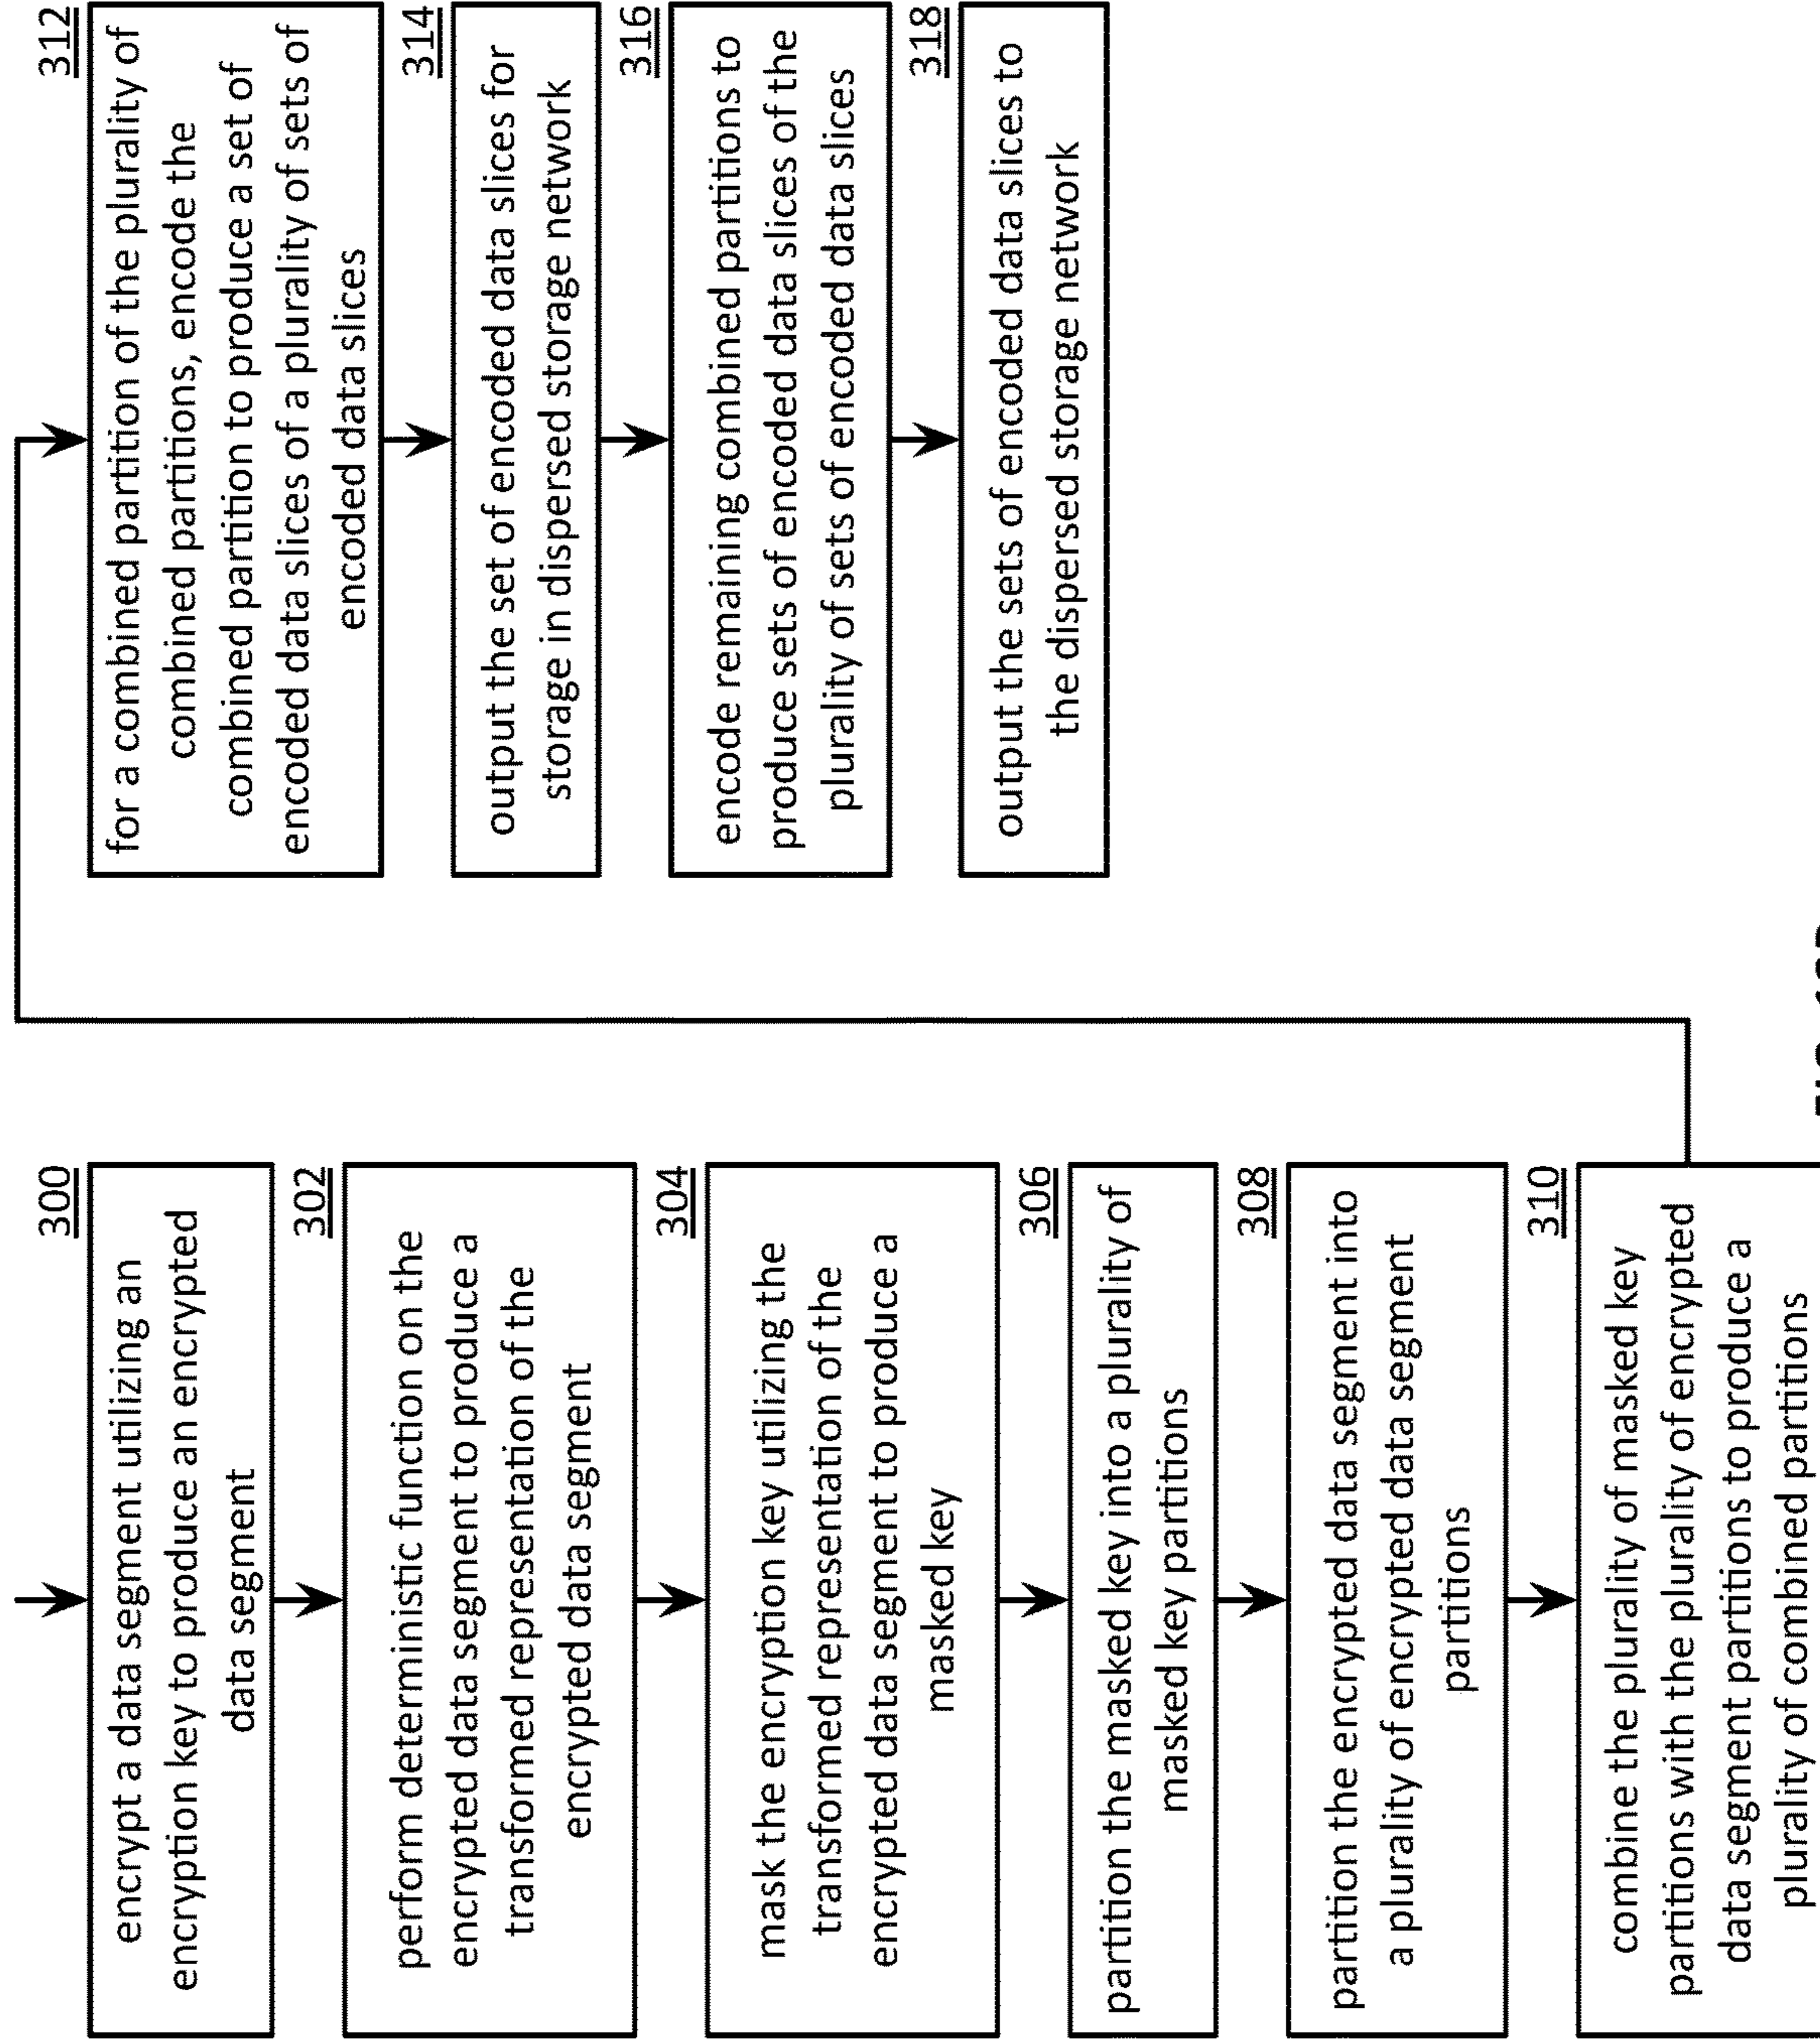 300
encrypt a data segment utilizing an
encryption key to produce an encrypted
data segment
302
perform deterministic function on the
encrypted data segment to produce a
transformed representation of the
encrypted data segment
304
mask the encryption key utilizing the
transformed representation of the
encrypted data segment to produce a
masked key
306
partition the masked key into a plurality of
masked key partitions
308
partition the encrypted data segment into
a plurality of encrypted data segment
partitions
310
combine the plurality of masked key
partitions with the plurality of encrypted
data segment partitions to produce a
plurality of combined partitions
312
for a combined partition of the plurality of
combined partitions, encode the
combined partition to produce a set of
encoded data slices of a plurality of sets of
encoded data slices
314
output the set of encoded data slices for
storage in dispersed storage network
316
encode remaining combined partitions to
produce sets of encoded data slices of the
plurality of sets of encoded data slices
318
output the sets of encoded data slices to
the dispersed storage network